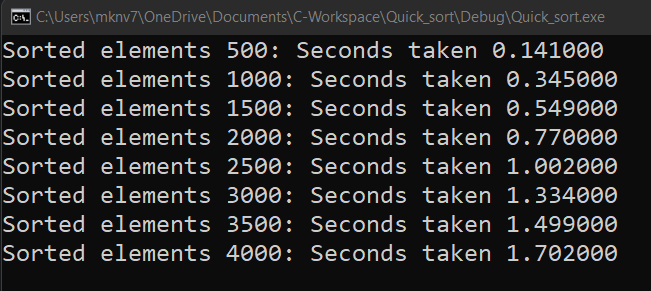 C:\Users\mknv7\OneDrive\Documents\C-Workspace\Quick_sort\Debug\Quick_sort.exe
Sorted elements 500: Seconds taken 0.141000
Sorted elements 1000: Seconds taken 0.345000
Sorted elements 1500: Seconds taken 0.549000
Sorted elements 2000: Seconds taken 0.770000
Sorted elements 2500: Seconds taken 1.002000
Sorted elements 3000: Seconds taken 1.334000
Sorted elements 3500: Seconds taken 1.499000
Sorted elements 4000: Seconds taken 1.702000